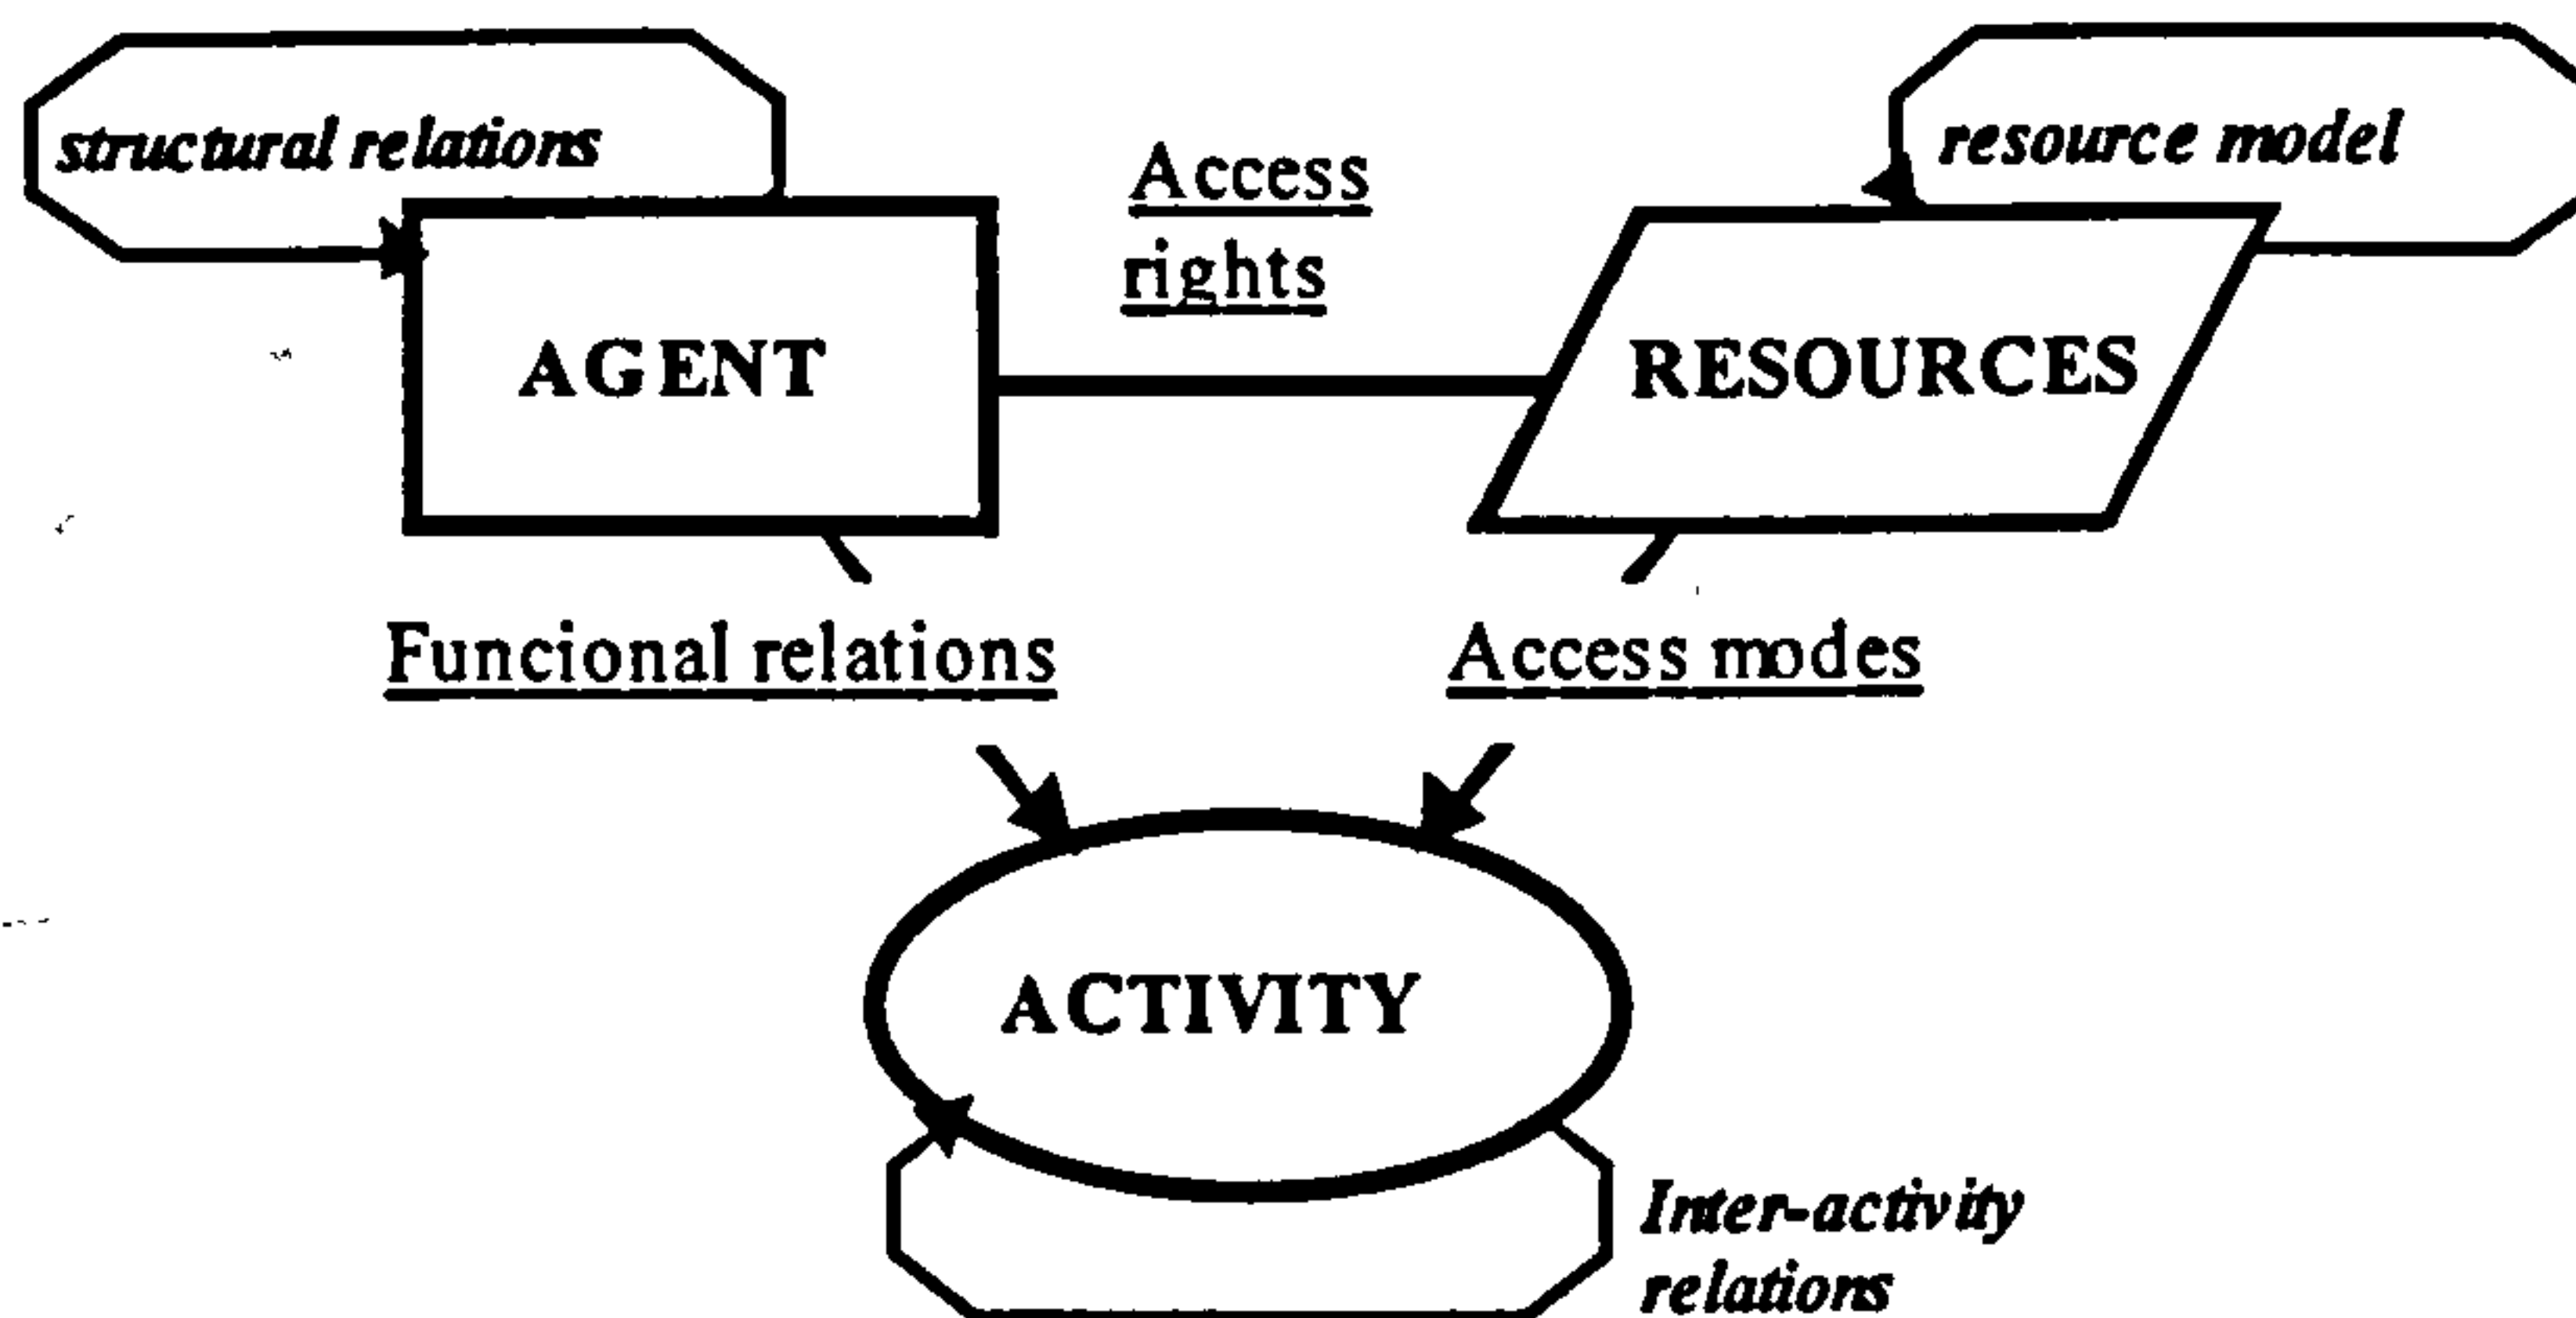 structural relations
resource model
Access
rights
AGENT
RESOURCES
Funcional relations
Access modes
ACTIVITY
Inter-activity
relations